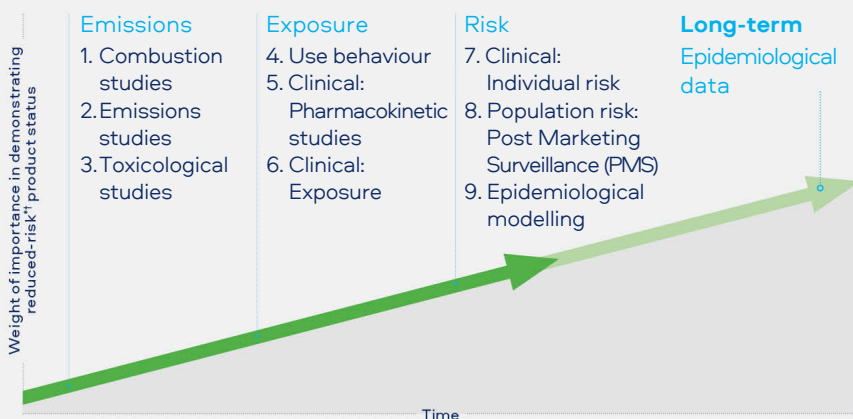 Weight of importance in demonstrating
reduced-risk*† product status
Emissions
1. Combustion
studies
2. Emissions
studies
3. Toxicological
studies
Exposure
4. Use behaviour
5. Clinical:
Pharmacokinetic
studies
6. Clinical:
Exposure
Risk
7. Clinical:
Individual risk
8. Population risk:
Post Marketing
Surveillance (PMS)
9. Epidemiological
modelling
Long-term
Epidemiological
data
Time